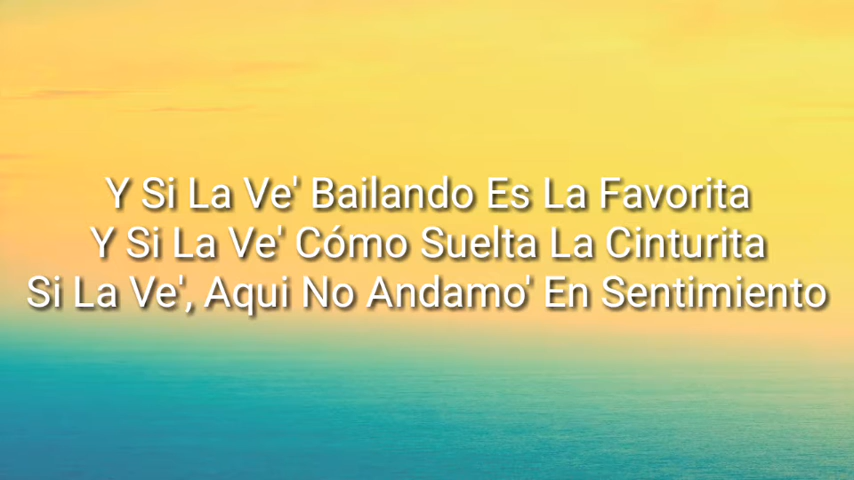 Y Si La Ve' Bailando Es La Favorita
Y Si La Ve' Cómo Suelta La Cinturita
Si La Ve', Aqui No Andamo' En Sentimiento